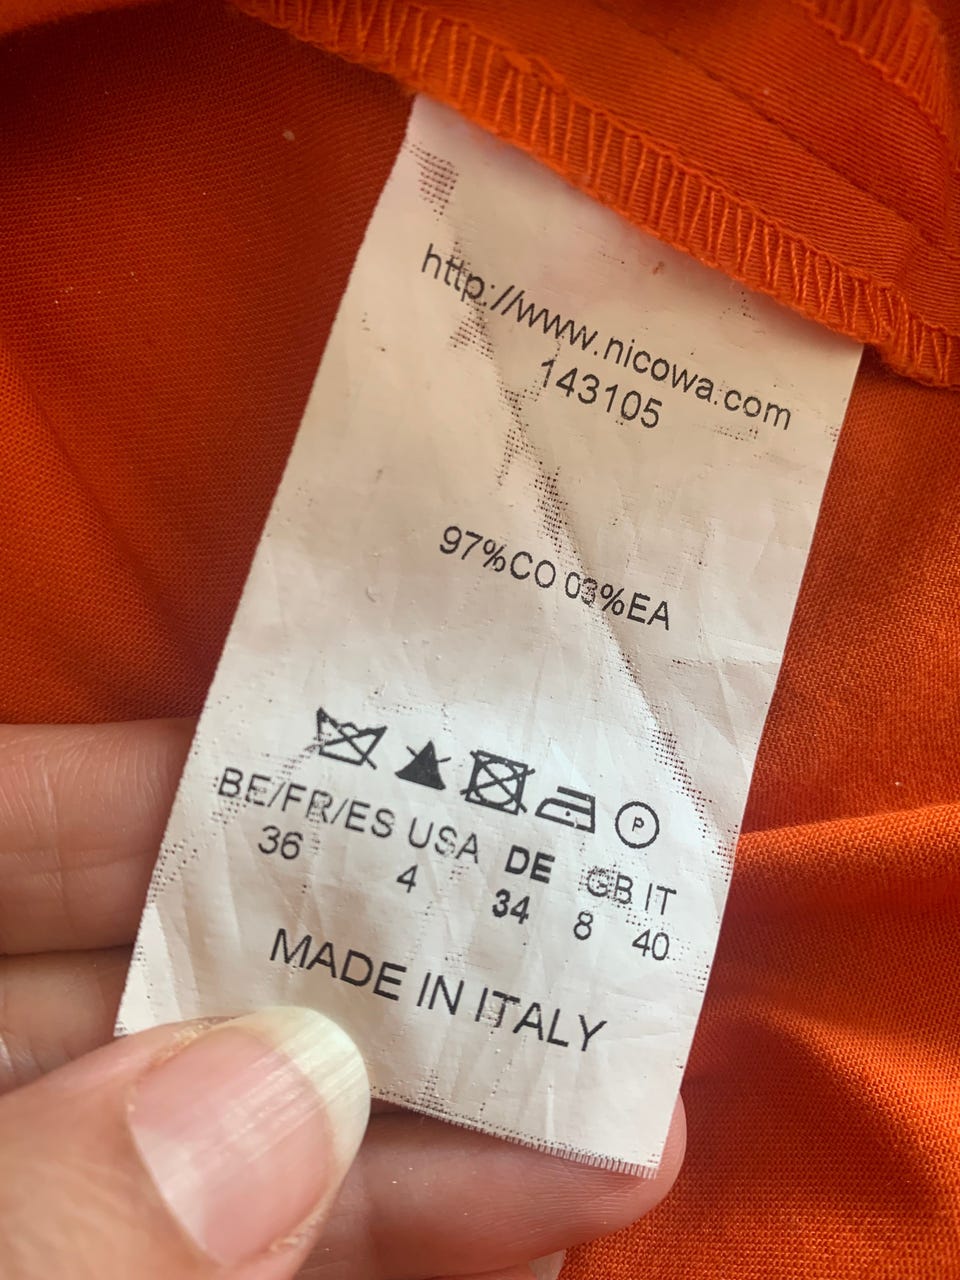 http://www.nicowa.com
143105
97%CO 03%EA
P
BE/FR/ES USA DE GB IT
36 4 34 8 40
MADE IN ITALY